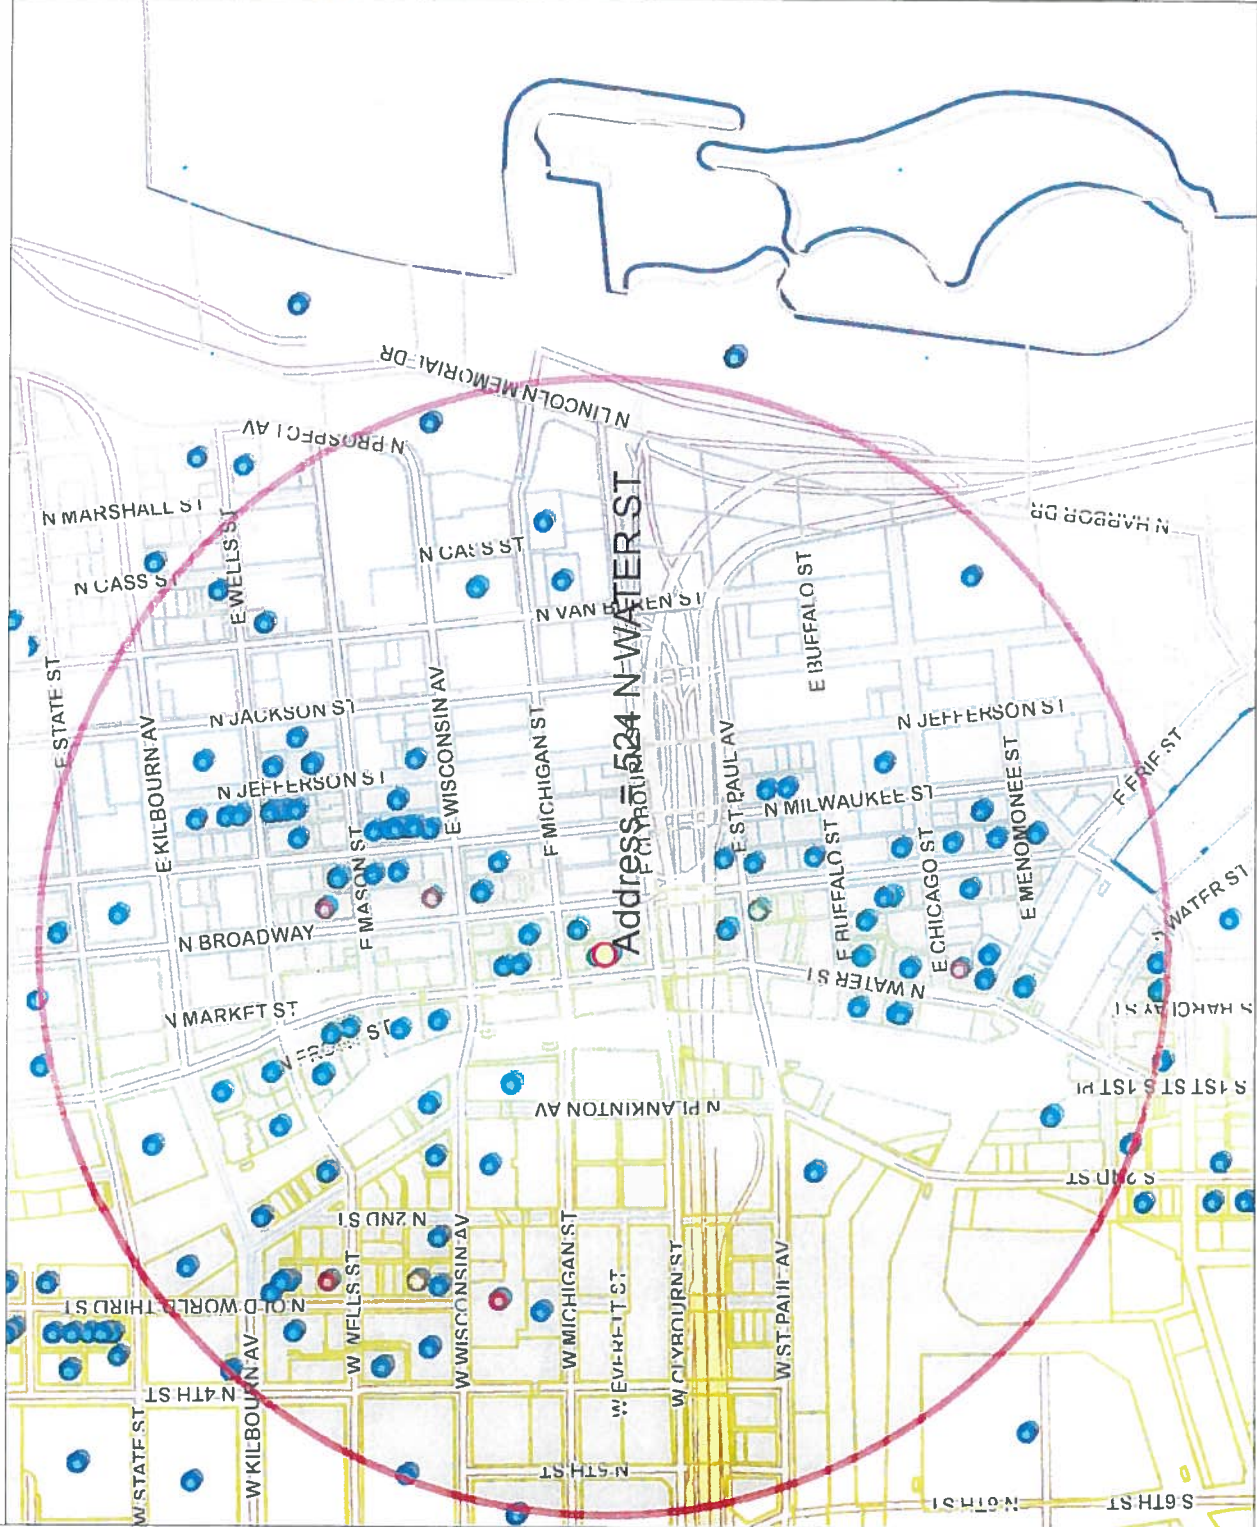 N LINCOLN MEMORIAL DR
N PROSPECT AV
N MARSHALL ST
E WELLS ST
N CASS ST
N CASS ST
N HARBOR DR
N VAN BUREN ST
E BUFFALO ST
Address = 524 N WATER ST
E STATE ST
N JACKSON ST
N JEFFERSON ST
E KILBOURN AV
E WISCONSIN AV
E MICHIGAN ST
E CLYBOURN ST
E ST PAUL AV
N JEFFERSON ST
N MILWAUKEE ST
E ERIE ST
E MENOMONEE ST
E MASON ST
E BUFFALO ST
E CHICAGO ST
N BROADWAY
S WATER ST
N WATER ST
N MARKET ST
N FRONT ST
S BARCLAY ST
N PLANKINTON AV
S 1ST ST
S 1ST PL
S 2ND ST
N 2ND ST
N OLD WORLD THIRD ST
W WELLS ST
W WISCONSIN AV
W MICHIGAN ST
W EVERETT ST
W CLYBOURN ST
W ST PAUL AV
N 4TH ST
W STATE ST
W KILBOURN AV
N 5TH ST
N 6TH ST
S 6TH ST